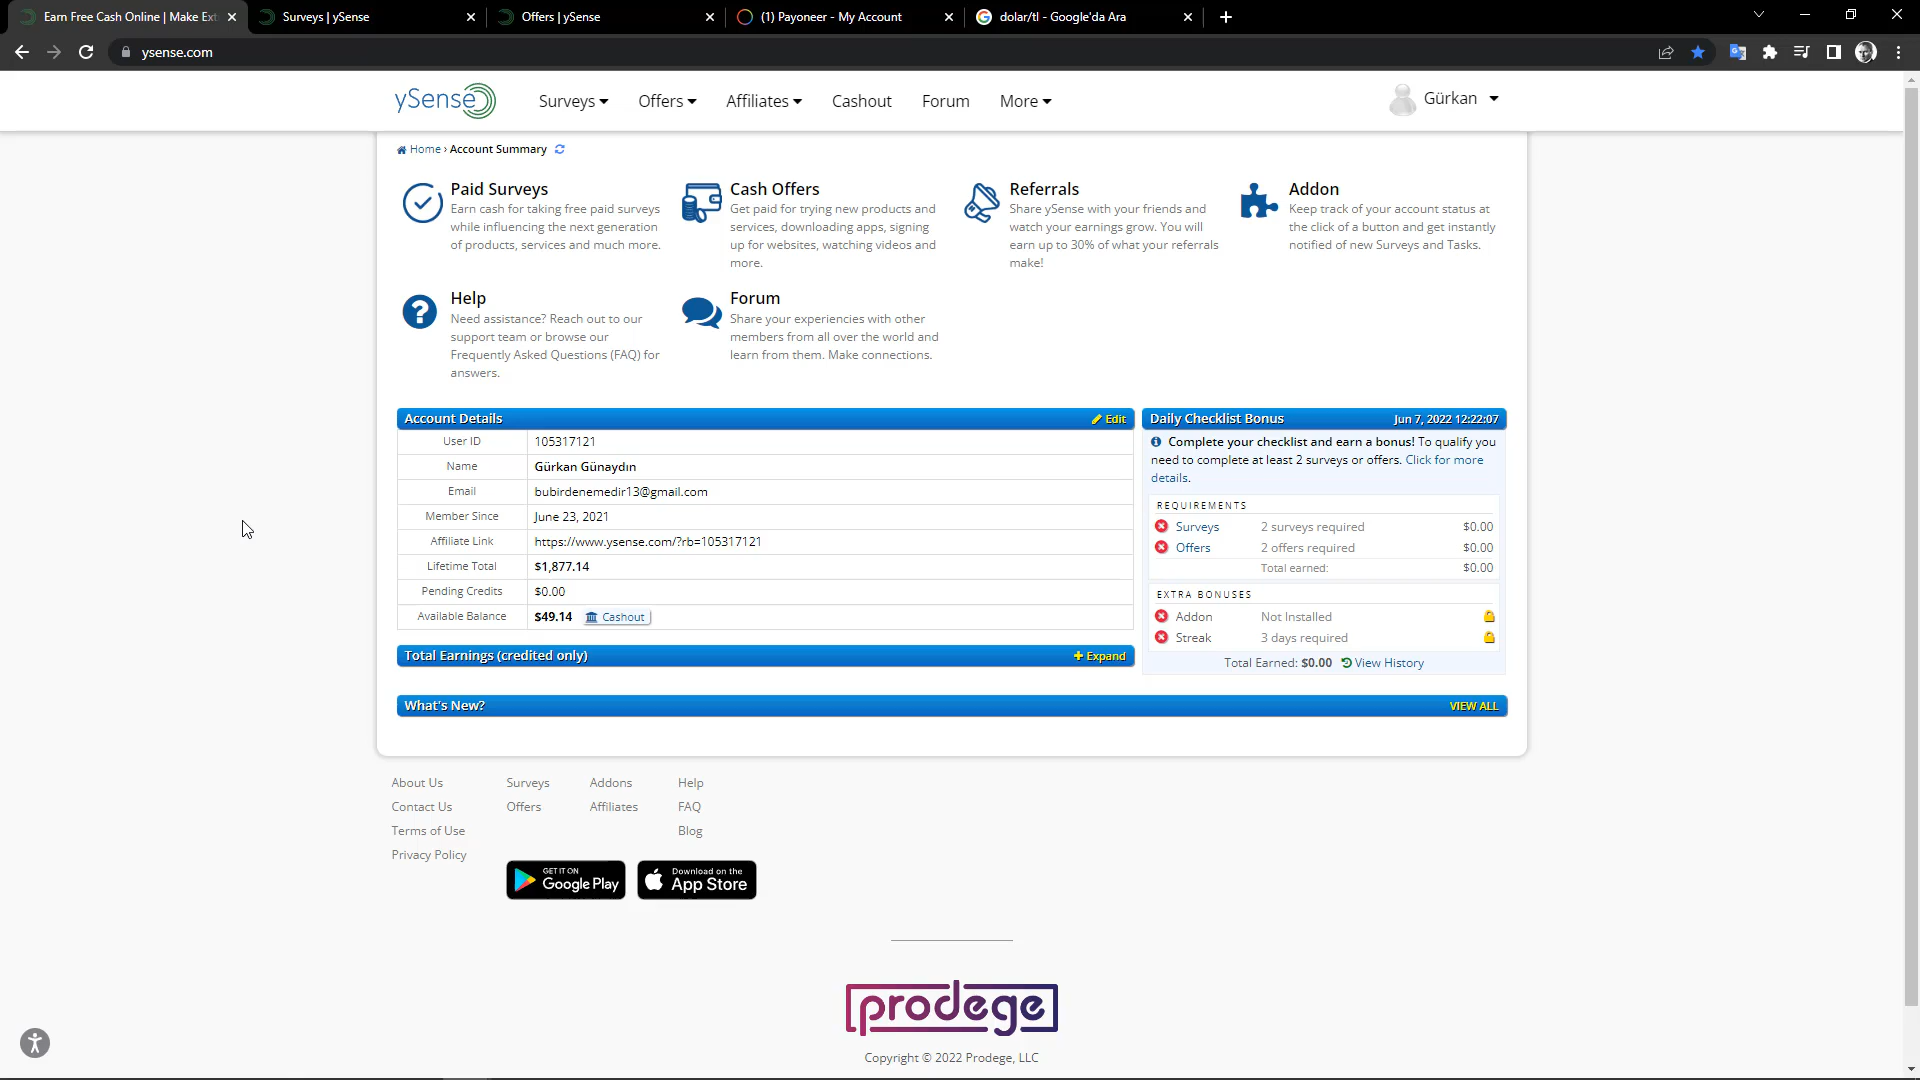 Earn Free Cash Online | Make Ext
Surveys | ySense
Offers | ySense
(1) Payoneer - My Account
dolar/tl - Google'da Ara
ysense.com
ySense
Surveys
Offers
Affiliates
Cashout
Forum
More
Gürkan
Home › Account Summary
Paid Surveys
Earn cash for taking free paid surveys
while influencing the next generation
of products, services and much more.
Cash Offers
Get paid for trying new products and
services, downloading apps, signing
up for websites, watching videos and
more.
Referrals
Share ySense with your friends and
watch your earnings grow. You will
earn up to 30% of what your referrals
make!
Addon
Keep track of your account status at
the click of a button and get instantly
notified of new Surveys and Tasks.
Help
Need assistance? Reach out to our
support team or browse our
Frequently Asked Questions (FAQ) for
answers.
Forum
Share your experiences with other
members from all over the world and
learn from them. Make connections.
Account Details Edit
User ID 105317121
Name Gürkan Günaydın
Email bubirdenemedir13@gmail.com
Member Since June 23, 2021
Affiliate Link https://www.ysense.com/?rb=105317121
Lifetime Total $1,877.14
Pending Credits $0.00
Available Balance $49.14 Cashout
Total Earnings (credited only) Expand
Daily Checklist Bonus Jun 7, 2022 12:22:07
Complete your checklist and earn a bonus! To qualify you
need to complete at least 2 surveys or offers. Click for more
details.
REQUIREMENTS
Surveys 2 surveys required $0.00
Offers 2 offers required $0.00
Total earned: $0.00
EXTRA BONUSES
Addon Not Installed
Streak 3 days required
Total Earned: $0.00 View History
What's New? VIEW ALL
About Us
Contact Us
Terms of Use
Privacy Policy
Surveys
Offers
Addons
Affiliates
Help
FAQ
Blog
GET IT ON
Google Play
Download on the
App Store
prodege
Copyright © 2022 Prodege, LLC